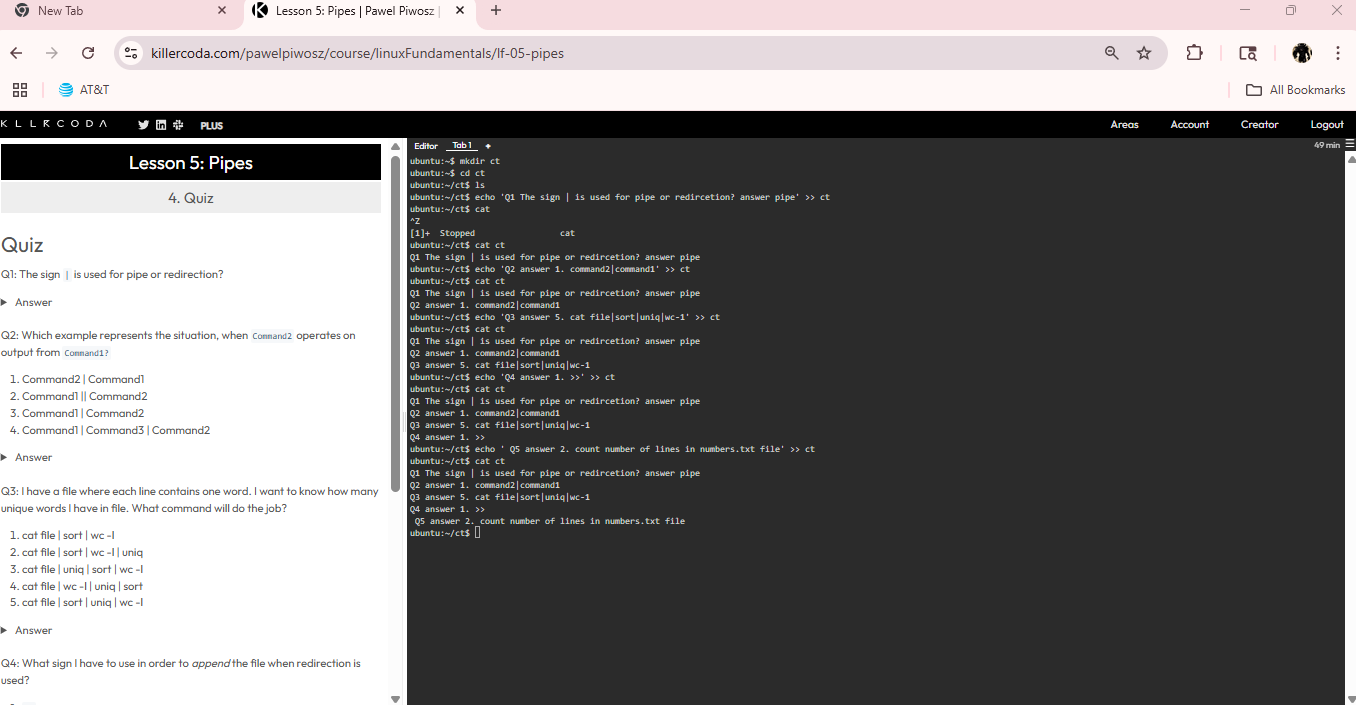 New Tab
Lesson 5: Pipes | Pawel Piwosz |
killercoda.com/pawelpiwosz/course/linuxFundamentals/lf-05-pipes
AT&T
All Bookmarks
KLLRCODA
PLUS
Areas
Account
Creator
Logout
Lesson 5: Pipes
4. Quiz
Quiz
Q1: The sign | is used for pipe or redirection?
Answer
Q2: Which example represents the situation, when Command2 operates on
output from Command1?
1. Command2 | Command1
2. Command1 || Command2
3. Command1 | Command2
4. Command1 | Command3 | Command2
Answer
Q3: I have a file where each line contains one word. I want to know how many
unique words I have in file. What command will do the job?
1. cat file | sort | wc -l
2. cat file | sort | wc -l | uniq
3. cat file | uniq | sort | wc -l
4. cat file | wc -l | uniq | sort
5. cat file | sort | uniq | wc -l
Answer
Q4: What sign I have to use in order to append the file when redirection is
used?
Editor Tab 1 +
49 min
ubuntu:~$ mkdir ct
ubuntu:~$ cd ct
ubuntu:~/ct$ ls
ubuntu:~/ct$ echo 'Q1 The sign | is used for pipe or redircetion? answer pipe' >> ct
ubuntu:~/ct$ cat
^Z
[1]+  Stopped                 cat
ubuntu:~/ct$ cat ct
Q1 The sign | is used for pipe or redircetion? answer pipe
ubuntu:~/ct$ echo 'Q2 answer 1. command2|command1' >> ct
ubuntu:~/ct$ cat ct
Q1 The sign | is used for pipe or redircetion? answer pipe
Q2 answer 1. command2|command1
ubuntu:~/ct$ echo 'Q3 answer 5. cat file|sort|uniq|wc-1' >> ct
ubuntu:~/ct$ cat ct
Q1 The sign | is used for pipe or redircetion? answer pipe
Q2 answer 1. command2|command1
Q3 answer 5. cat file|sort|uniq|wc-1
ubuntu:~/ct$ echo 'Q4 answer 1. >>' >> ct
ubuntu:~/ct$ cat ct
Q1 The sign | is used for pipe or redircetion? answer pipe
Q2 answer 1. command2|command1
Q3 answer 5. cat file|sort|uniq|wc-1
Q4 answer 1. >>
ubuntu:~/ct$ echo ' Q5 answer 2. count number of lines in numbers.txt file' >> ct
ubuntu:~/ct$ cat ct
Q1 The sign | is used for pipe or redircetion? answer pipe
Q2 answer 1. command2|command1
Q3 answer 5. cat file|sort|uniq|wc-1
Q4 answer 1. >>
 Q5 answer 2. count number of lines in numbers.txt file
ubuntu:~/ct$